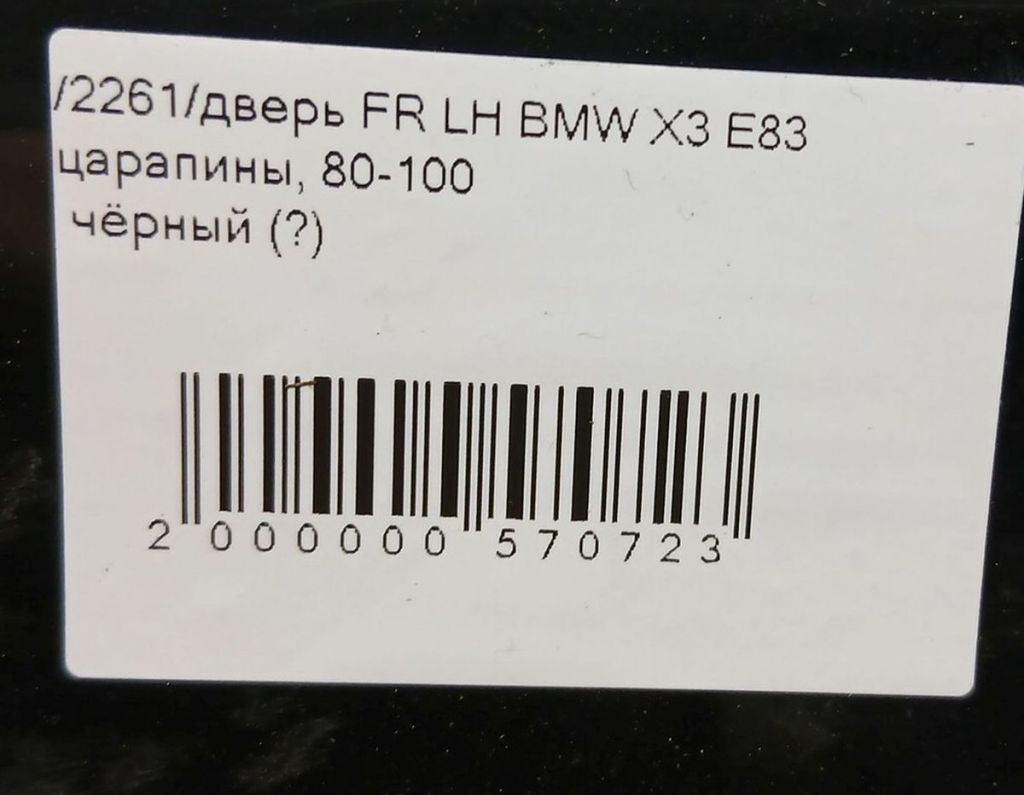 /2261/дверь FR LH BMW X3 E83
царапины, 80-100
чёрный (?)
2 000000 570723